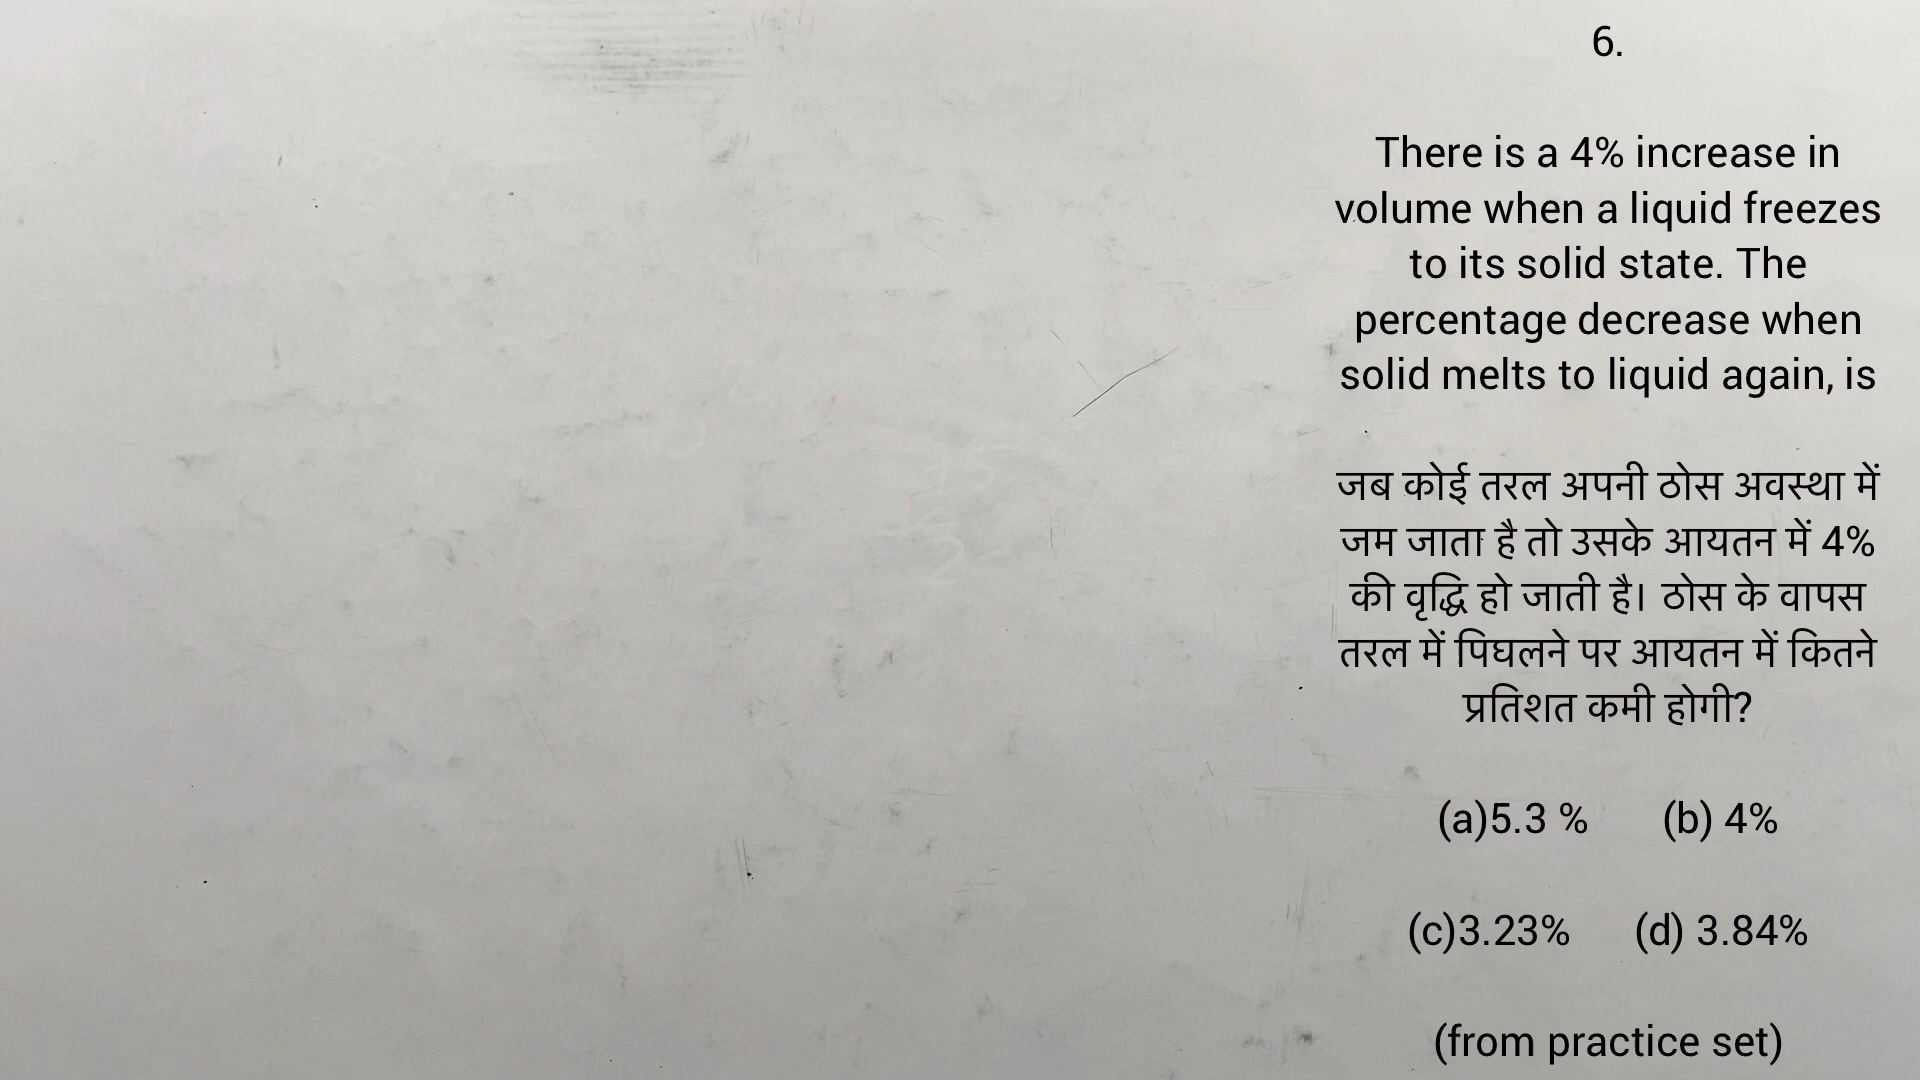 6.
There is a 4% increase in
volume when a liquid freezes
to its solid state. The
percentage decrease when
solid melts to liquid again, is
जब कोई तरल अपनी ठोस अवस्था में
जम जाता है तो उसके आयतन में 4%
की वृद्धि हो जाती है। ठोस के वापस
तरल में पिघलने पर आयतन में कितने
प्रतिशत कमी होगी?
(a)5.3 % (b) 4%
(c)3.23% (d) 3.84%
(from practice set)